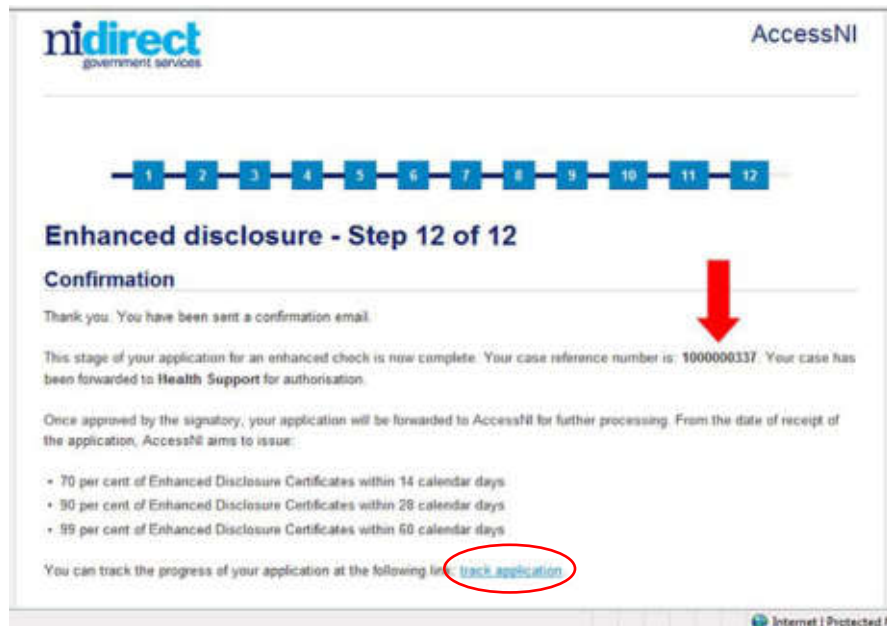 nidirect
government services
AccessNI
1 2 3 4 5 6 7 8 9 10 11 12
Enhanced disclosure - Step 12 of 12
Confirmation
Thank you. You have been sent a confirmation email.
This stage of your application for an enhanced check is now complete. Your case reference number is: 1000000337. Your case has
been forwarded to Health Support for authorisation.
Once approved by the signatory, your application will be forwarded to AccessNI for further processing. From the date of receipt of
the application, AccessNI aims to issue:
• 70 per cent of Enhanced Disclosure Certificates within 14 calendar days
• 90 per cent of Enhanced Disclosure Certificates within 28 calendar days
• 99 per cent of Enhanced Disclosure Certificates within 60 calendar days
You can track the progress of your application at the following link: track application
Internet | Protected